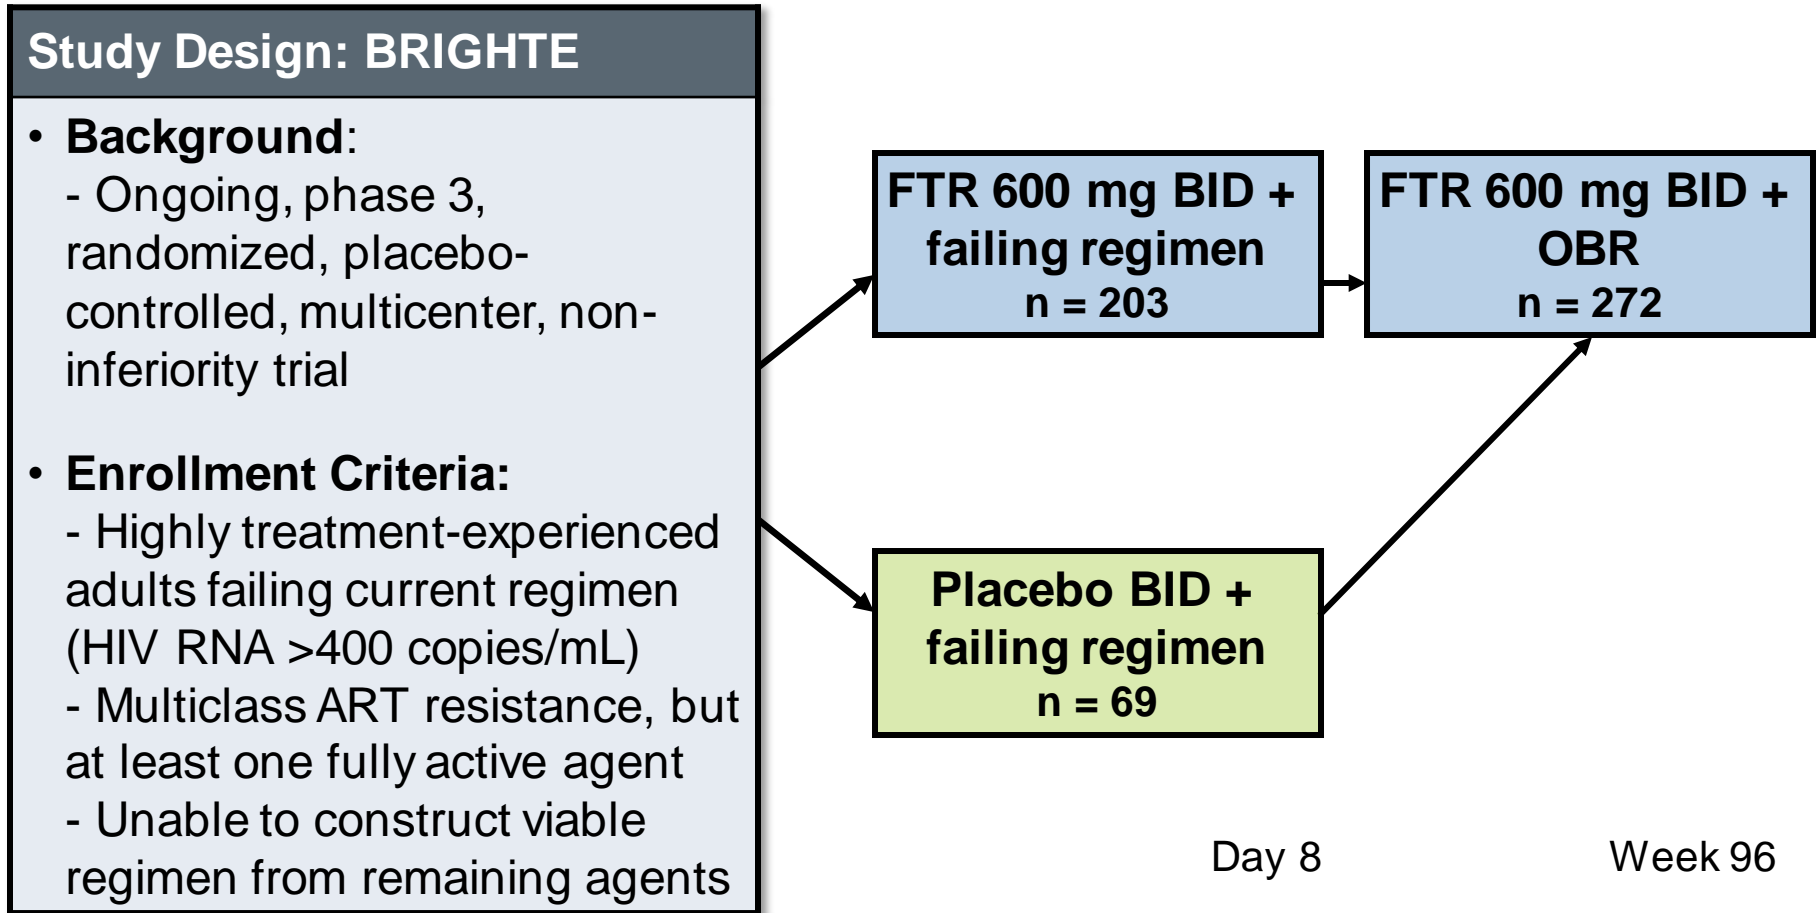 Study Design: BRIGHTE
• Background:
- Ongoing, phase 3,
randomized, placebo-
controlled, multicenter, non-
inferiority trial
• Enrollment Criteria:
- Highly treatment-experienced
adults failing current regimen
(HIV RNA >400 copies/mL)
- Multiclass ART resistance, but
at least one fully active agent
- Unable to construct viable
regimen from remaining agents
FTR 600 mg BID +
failing regimen
n = 203
FTR 600 mg BID +
OBR
n = 272
Placebo BID +
failing regimen
n = 69
Day 8
Week 96